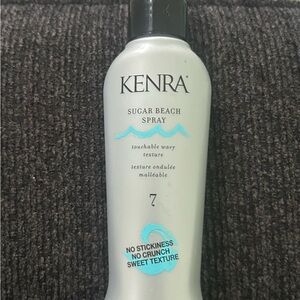 KENRA
SUGAR BEACH
SPRAY
touchable wavy
texture
texture ondulée
malléable
7
NO STICKINESS
NO CRUNCH
SWEET TEXTURE